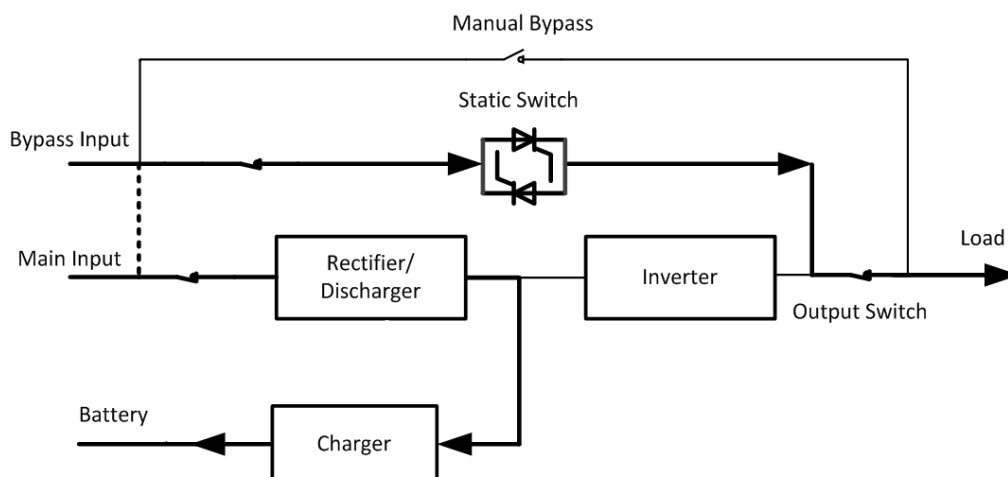 Manual Bypass
Static Switch
Bypass Input
Main Input
Rectifier/
Discharger
Inverter
Load
Output Switch
Battery
Charger